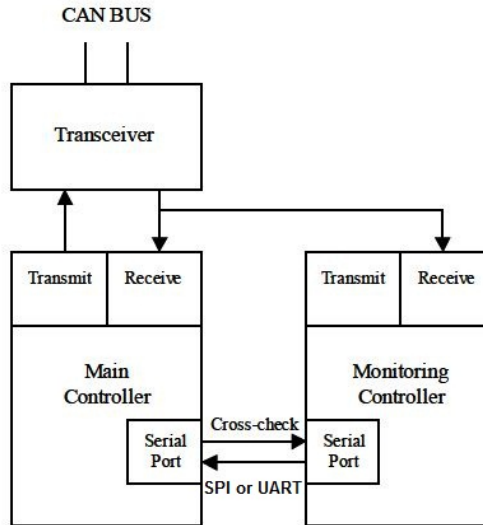 CAN BUS
Transceiver
Transmit
Receive
Transmit
Receive
Main
Controller
Monitoring
Controller
Serial
Port
Cross-check
Serial
Port
SPI or UART